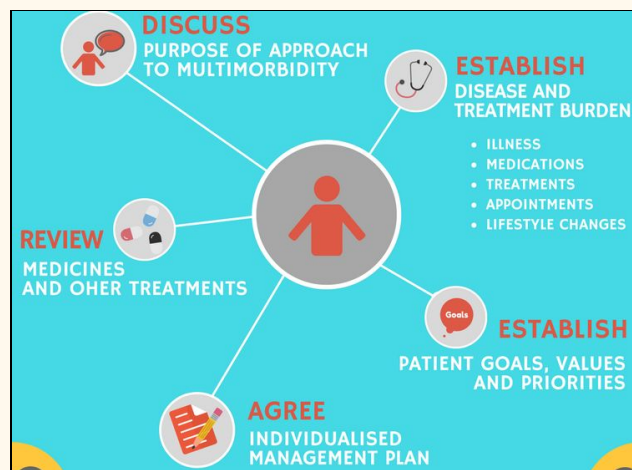 DISCUSS
PURPOSE OF APPROACH
TO MULTIMORBIDITY
ESTABLISH
DISEASE AND
TREATMENT BURDEN
• ILLNESS
• MEDICATIONS
• TREATMENTS
• APPOINTMENTS
• LIFESTYLE CHANGES
REVIEW
MEDICINES
AND OHER TREATMENTS
Goals
ESTABLISH
PATIENT GOALS, VALUES
AND PRIORITIES
AGREE
INDIVIDUALISED
MANAGEMENT PLAN